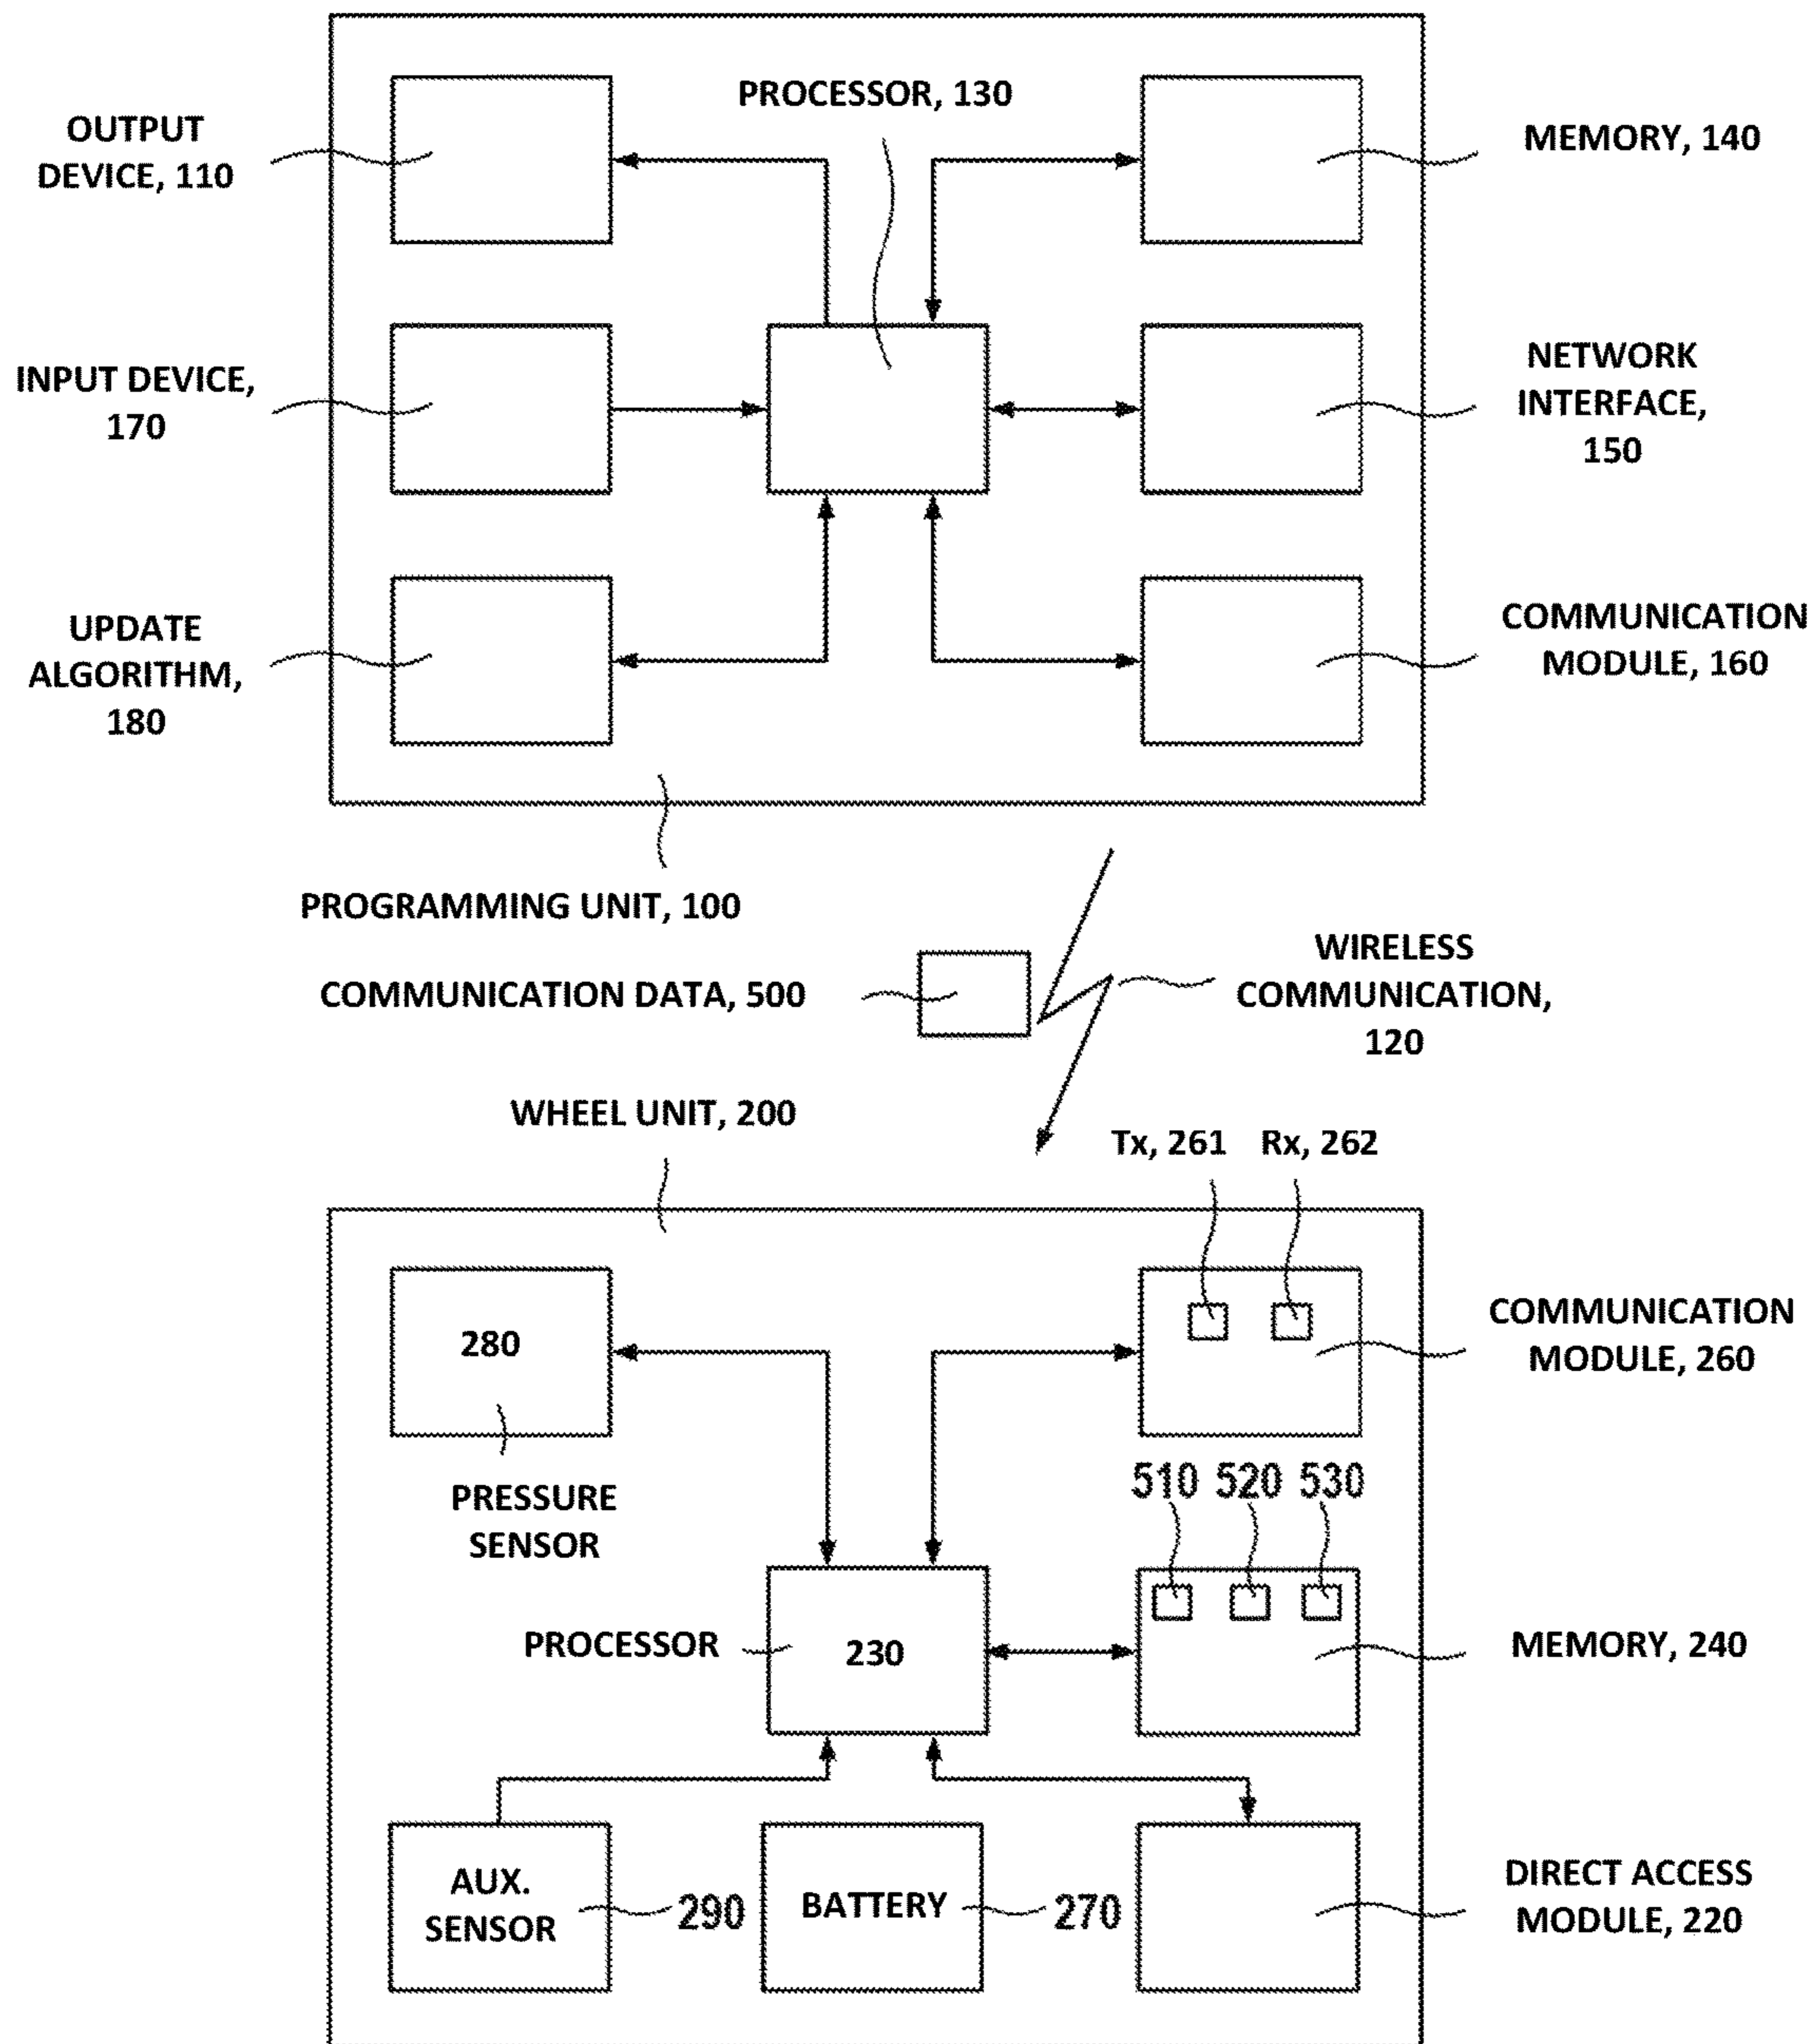 PROCESSOR, 130
OUTPUT
DEVICE, 110
MEMORY, 140
INPUT DEVICE,
170
NETWORK
INTERFACE,
150
UPDATE
ALGORITHM,
180
COMMUNICATION
MODULE, 160
PROGRAMMING UNIT, 100
COMMUNICATION DATA, 500
WIRELESS
COMMUNICATION,
120
WHEEL UNIT, 200
Tx, 261
Rx, 262
280
PRESSURE
SENSOR
COMMUNICATION
MODULE, 260
510
520
530
PROCESSOR
230
MEMORY, 240
AUX.
SENSOR
290
BATTERY
270
DIRECT ACCESS
MODULE, 220